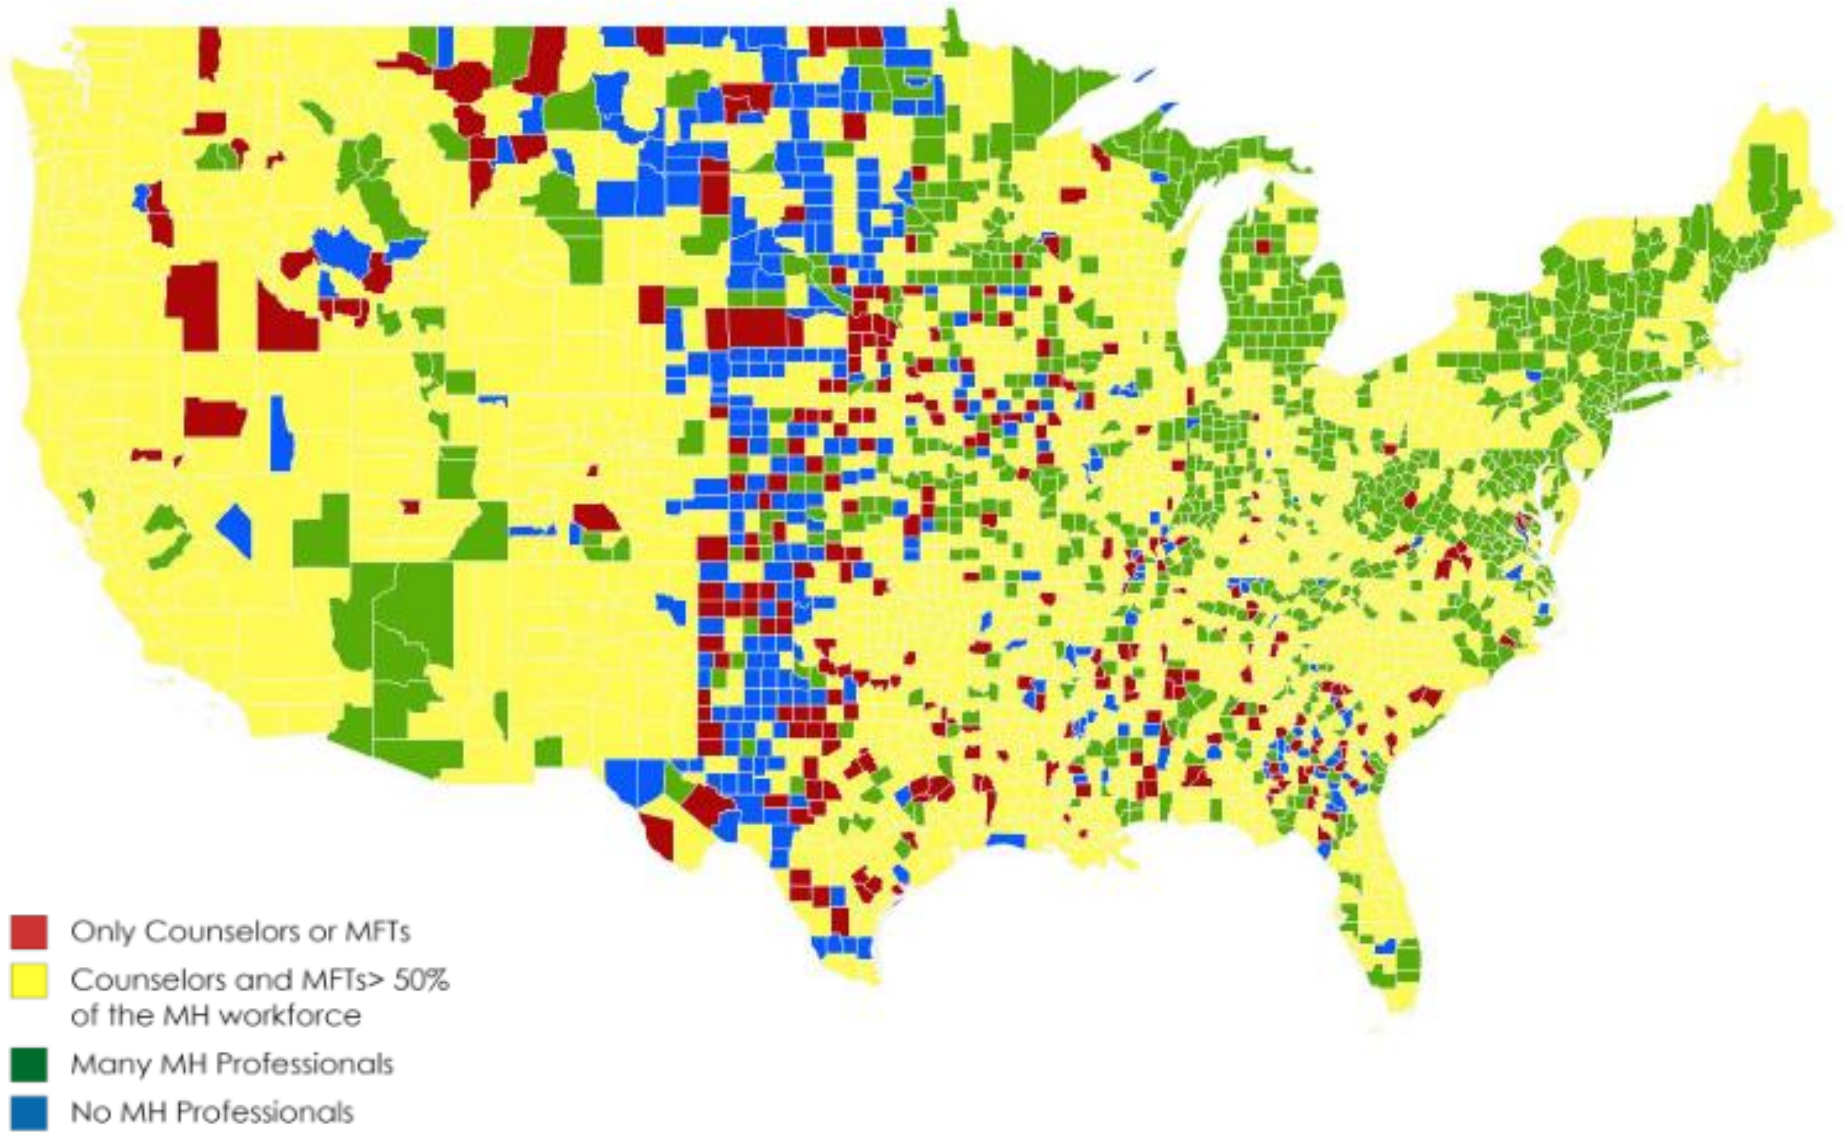 Only Counselors or MFTs
Counselors and MFTs> 50%
of the MH workforce
Many MH Professionals
No MH Professionals